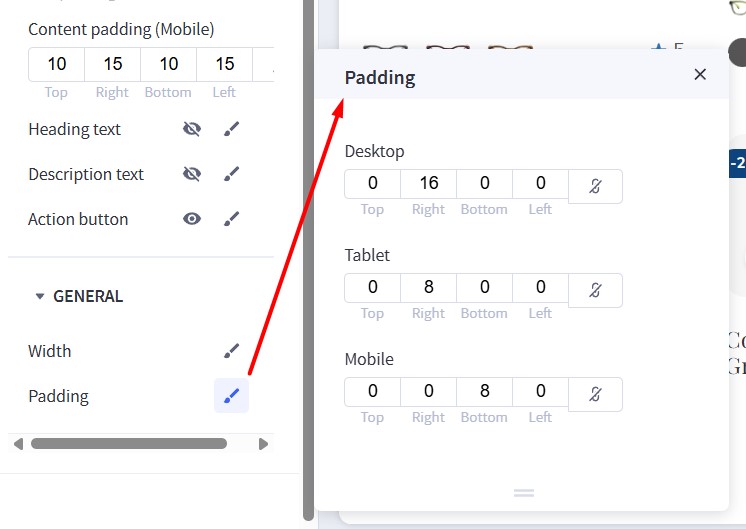 Content padding (Mobile)
10 15 10 15
Top Right Bottom Left
Heading text
Description text
Action button
GENERAL
Width
Padding
5
Padding
Desktop
0 16 0 0
Top Right Bottom Left
Tablet
0 8 0 0
Top Right Bottom Left
Mobile
0 0 8 0
Top Right Bottom Left
-2
Co
Gr